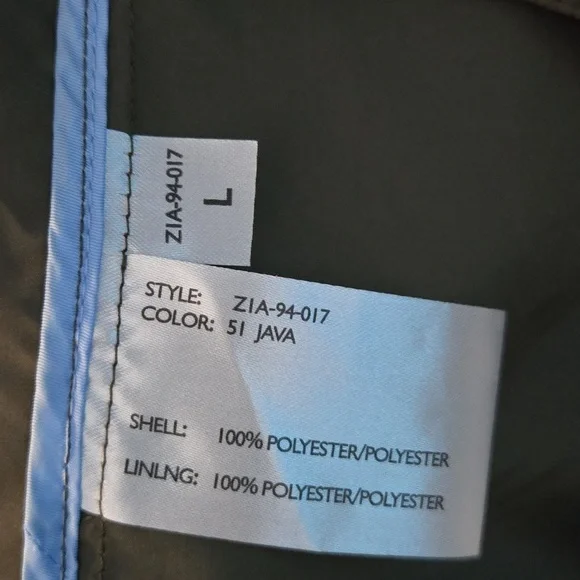 ZIA-94-017
L
STYLE: ZIA-94-017
COLOR: 51 JAVA
SHELL: 100% POLYESTER/POLYESTER
LINLNG: 100% POLYESTER/POLYESTER